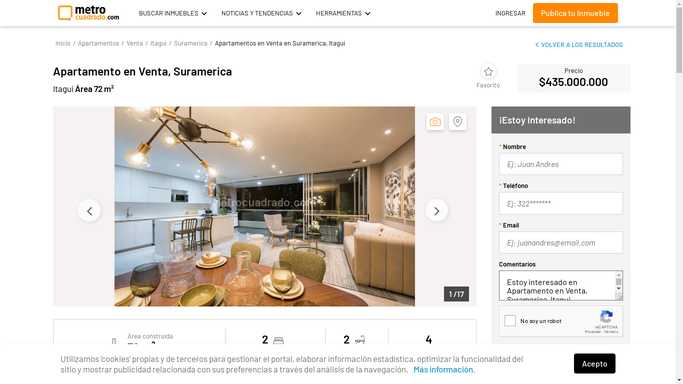 metro
cuadrado.com
BUSCAR INMUEBLES
NOTICIAS Y TENDENCIAS
HERRAMIENTAS
INGRESAR
Publica tu Inmueble
Inicio / Apartamentos / Venta / Itagui / Suramerica / Apartamentos en Venta en Suramerica, Itagui
VOLVER A LOS RESULTADOS
Apartamento en Venta, Suramerica
Itagui Área 72 m²
Favorito
Precio
$435.000.000
1 / 17
¡Estoy Interesado!
* Nombre
Ej: Juan Andres
* Teléfono
Ej: 322*******
* Email
Ej: juanandres@email.com
Comentarios
Estoy interesado en
Apartamento en Venta,
Suramerica, Itagui
No soy un robot
reCAPTCHA
Privacidad - Términos
Área construida
2
2
4
Utilizamos 'cookies' propias y de terceros para gestionar el portal, elaborar información estadística, optimizar la funcionalidad del
sitio y mostrar publicidad relacionada con sus preferencias a través del análisis de la navegación. Más información.
Acepto